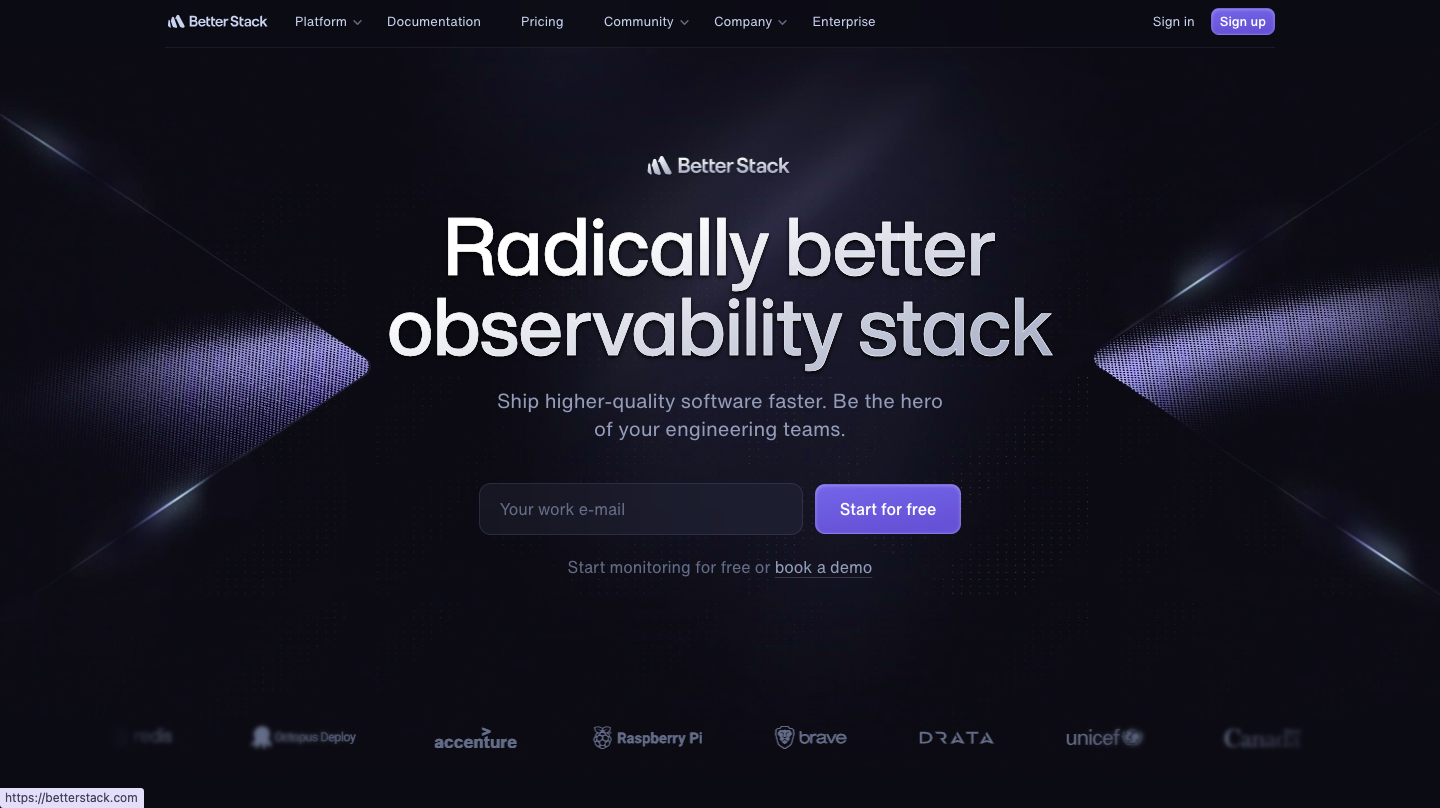 Better Stack Platform Documentation Pricing Community Company Enterprise Sign in Sign up
Better Stack
Radically better
observability stack
Ship higher-quality software faster. Be the hero
of your engineering teams.
Your work e-mail Start for free
Start monitoring for free or book a demo
redis Octopus Deploy accenture Raspberry Pi brave DRATA unicef Canada
https://betterstack.com